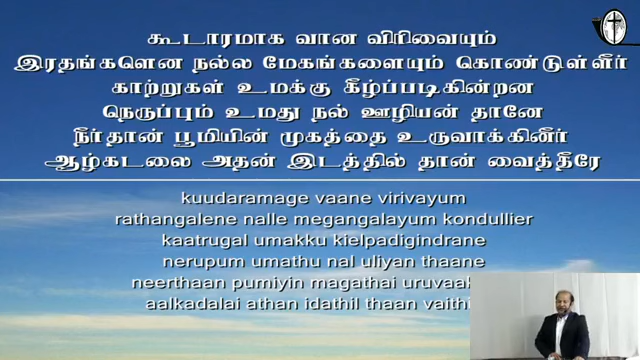 கூடாரமாக வான விரிவையும்
இரதங்களென நல்ல மேகங்களையும் கொண்டுள்ளீர்
காற்றுகள் உமக்கு கீழ்ப்படிகின்றன
நெருப்பும் உமது நல் ஊழியன் தானே
நீர்தான் பூமியின் முகத்தை உருவாக்கினீர்
ஆழ்கடலை அதன் இடத்தில் தான் வைத்தீரே
kuudaramage vaane virivayum
rathangalene nalle megangalayum kondullier
kaatrugal umakku kielpadigindrane
nerupum umathu nal uliyan thaane
neerthaan pumiyin magathai
aalkadalai athan idathil thaan